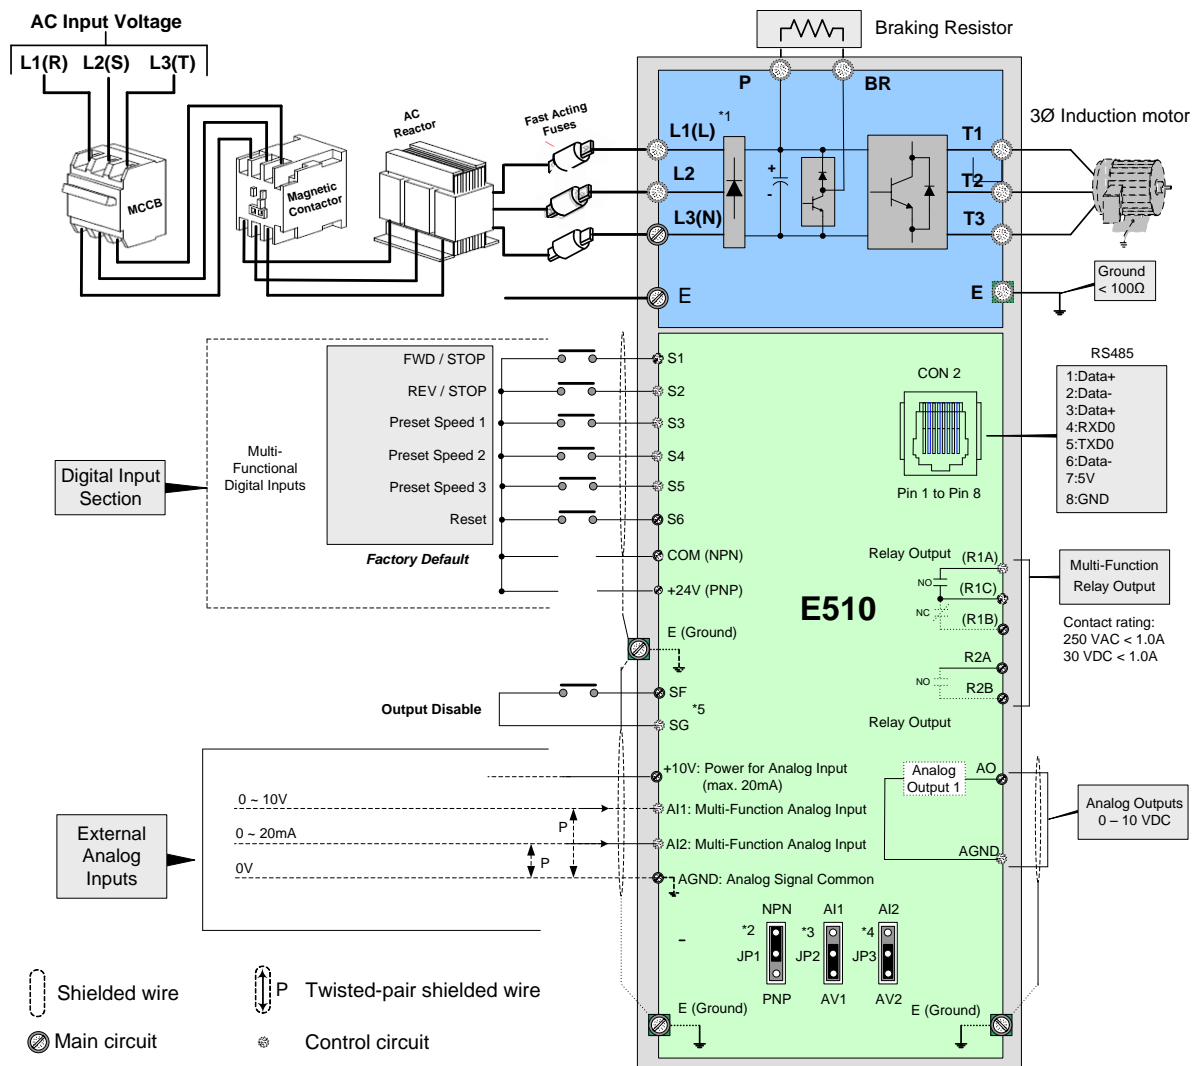 AC Input Voltage
L1(R) L2(S) L3(T)
MCCB
Magnetic
Contactor
AC
Reactor
Fast Acting
Fuses
Braking Resistor
P
BR
L1(L)
*1
L2
L3(N)
+
-
E
T1
T2
T3
E
3Ø Induction motor
Ground
< 100Ω
Digital Input
Section
Multi-
Functional
Digital Inputs
FWD / STOP
REV / STOP
Preset Speed 1
Preset Speed 2
Preset Speed 3
Reset
Factory Default
S1
S2
S3
S4
S5
S6
COM (NPN)
+24V (PNP)
E (Ground)
Output Disable
SF
*5
SG
CON 2
Pin 1 to Pin 8
RS485
1:Data+
2:Data-
3:Data+
4:RXD0
5:TXD0
6:Data-
7:5V
8:GND
E510
Relay Output
(R1A)
NO
(R1C)
NC
(R1B)
R2A
NO
R2B
Relay Output
Multi-Function
Relay Output
Contact rating:
250 VAC < 1.0A
30 VDC < 1.0A
External
Analog
Inputs
0 ~ 10V
0 ~ 20mA
0V
P
P
+10V: Power for Analog Input
(max. 20mA)
AI1: Multi-Function Analog Input
AI2: Multi-Function Analog Input
AGND: Analog Signal Common
Analog
Output 1
AO
AGND
Analog Outputs
0 – 10 VDC
-
NPN
*2
JP1
PNP
AI1
*3
JP2
AV1
AI2
*4
JP3
AV2
E (Ground)
E (Ground)
Shielded wire
P Twisted-pair shielded wire
Main circuit
Control circuit